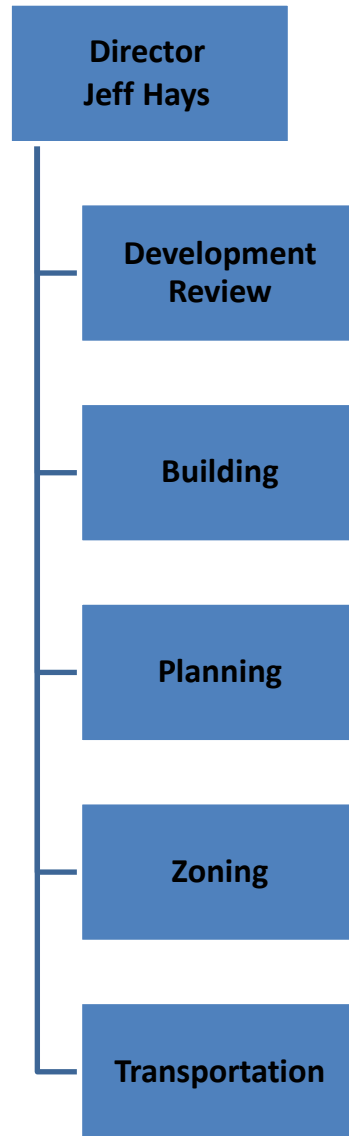 Director
Jeff Hays
Development
Review
Building
Planning
Zoning
Transportation